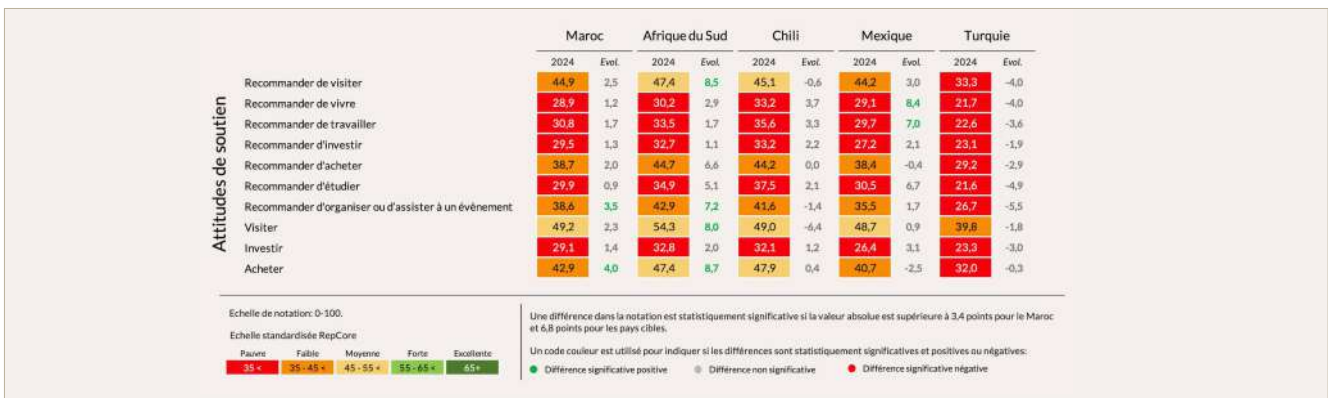 Maroc Afrique du Sud Chili Mexique Turquie
2024 Evol. 2024 Evol. 2024 Evol. 2024 Evol. 2024 Evol.
Attitudes de soutien
Recommander de visiter 44,9 2,5 47,4 8,5 45,1 -0,6 44,2 3,0 33,3 -4,0
Recommander de vivre 28,9 1,2 30,2 2,9 33,2 3,7 29,1 8,4 21,7 -4,0
Recommander de travailler 30,8 1,7 33,5 1,7 35,6 3,3 29,7 7,0 22,6 -3,6
Recommander d'investir 29,5 1,3 32,7 1,1 33,2 2,2 27,2 2,1 23,1 -1,9
Recommander d'acheter 38,7 2,0 44,7 6,6 44,2 0,0 38,4 -0,4 29,2 -2,9
Recommander d'étudier 29,9 0,9 34,9 5,1 37,5 2,1 30,5 6,7 21,6 -4,9
Recommander d'organiser ou d'assister à un évènement 38,6 3,5 42,9 7,2 41,6 -1,4 35,5 1,7 26,7 -5,5
Visiter 49,2 2,3 54,3 8,0 49,0 -6,4 48,7 0,9 39,8 -1,8
Investir 29,1 1,4 32,8 2,0 32,1 1,2 26,4 3,1 23,3 -3,0
Acheter 42,9 4,0 47,4 8,7 47,9 0,4 40,7 -2,5 32,0 -0,3
Echelle de notation: 0-100.
Echelle standardisée RepCore
Pauvre Faible Moyenne Forte Excellente
35 < 35 - 45 < 45 - 55 < 55 - 65 < 65+
Une différence dans la notation est statistiquement significative si la valeur absolue est supérieure à 3,4 points pour le Maroc
et 6,8 points pour les pays cibles.
Un code couleur est utilisé pour indiquer si les différences sont statistiquement significatives et positives ou négatives:
Différence significative positive Différence non significative Différence significative négative